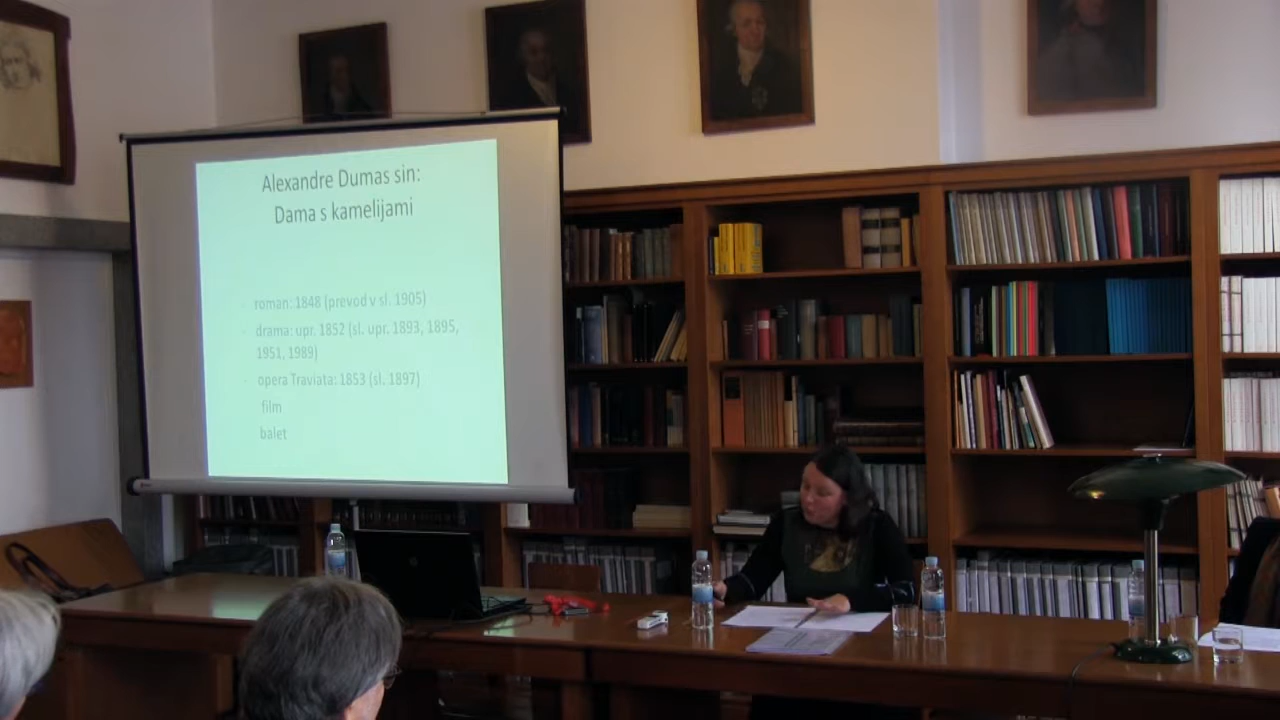 Alexandre Dumas sin:
Dama s kamelijami
roman: 1848 (prevod v sl. 1905)
drama: upr. 1852 (sl. upr. 1893, 1895,
1951, 1989)
opera Traviata: 1853 (sl. 1897)
film
balet